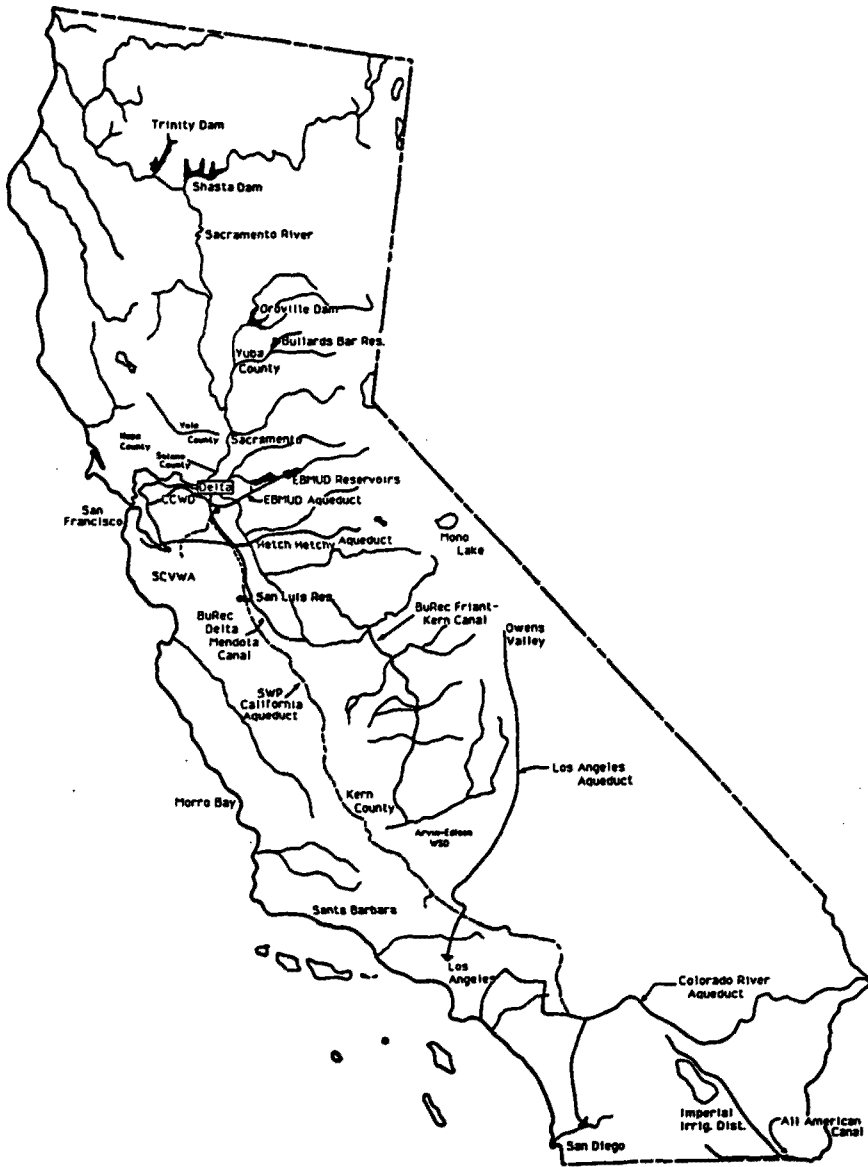 Trinity Dam
Shasta Dam
Sacramento River
Oroville Dam
Bullards Bar Res.
Yuba
County
Napa
County
Yolo
County
Sacramento
Solano
County
Delta
EBMUD Reservoirs
CCWD
EBMUD Aqueduct
San
Francisco
Hetch Hetchy Aqueduct
Mono
Lake
SCVWA
San Luis Res.
BuRec
Delta
Mendota
Canal
BuRec Friant-
Kern Canal
Owens
Valley
SWP
California
Aqueduct
Los Angeles
Aqueduct
Morro Bay
Kern
County
Arvin-Edison
WSD
Santa Barbara
Los
Angeles
Colorado River
Aqueduct
Imperial
Irrig. Dist.
All American
Canal
San Diego